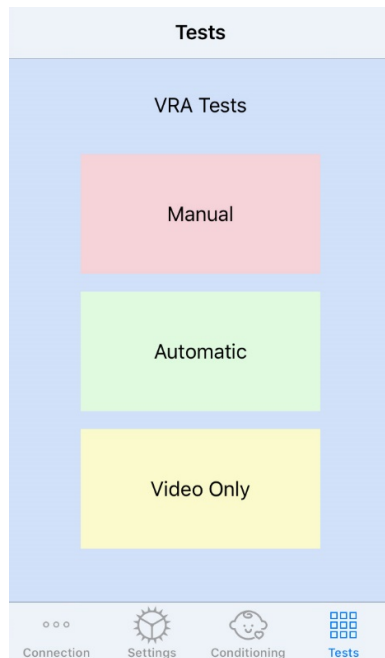 Tests
VRA Tests
Manual
Automatic
Video Only
Connection Settings Conditioning Tests